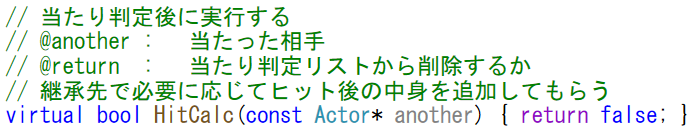 // 当たり判定後に実行する
// @another :  当たった相手
// @return  :  当たり判定リストから削除するか
// 継承先で必要に応じてヒット後の中身を追加してもらう
virtual bool HitCalc(const Actor* another) { return false; }